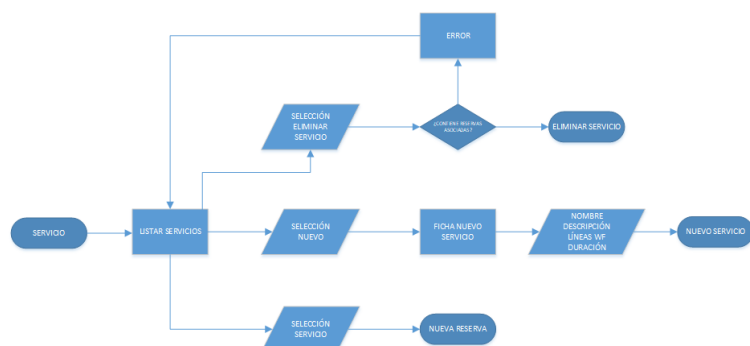 ERROR
SELECCIÓN
ELIMINAR
SERVICIO
¿CONTIENE RESERVAS
ASOCIADAS?
ELIMINAR SERVICIO
SERVICIO
LISTAR SERVICIOS
SELECCIÓN
NUEVO
FICHA NUEVO
SERVICIO
NOMBRE
DESCRIPCIÓN
LÍNEAS WF
DURACIÓN
NUEVO SERVICIO
SELECCIÓN
SERVICIO
NUEVA RESERVA